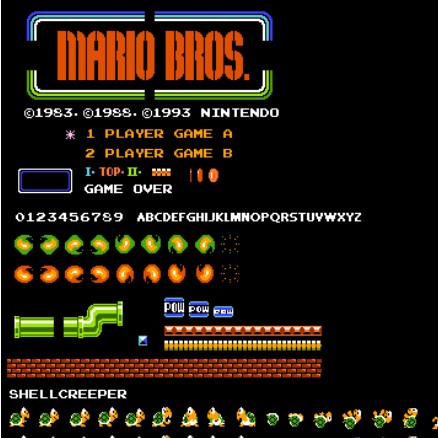 MARIO BROS.
©1983, ©1988, ©1993 NINTENDO
1 PLAYER GAME A
2 PLAYER GAME B
I- TOP- II-
GAME OVER
0123456789 ABCDEFGHIJKLMNOPQRSTUVWXYZ
POW POW POW
SHELLCREEPER